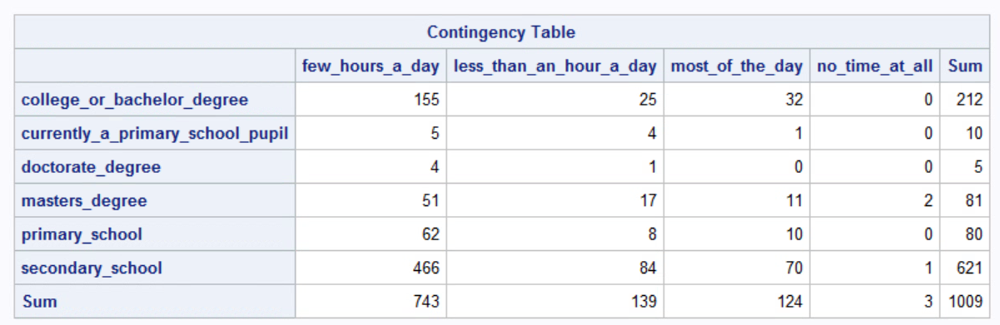 Contingency Table
few_hours_a_day less_than_an_hour_a_day most_of_the_day no_time_at_all Sum
college_or_bachelor_degree 155 25 32 0 212
currently_a_primary_school_pupil 5 4 1 0 10
doctorate_degree 4 1 0 0 5
masters_degree 51 17 11 2 81
primary_school 62 8 10 0 80
secondary_school 466 84 70 1 621
Sum 743 139 124 3 1009